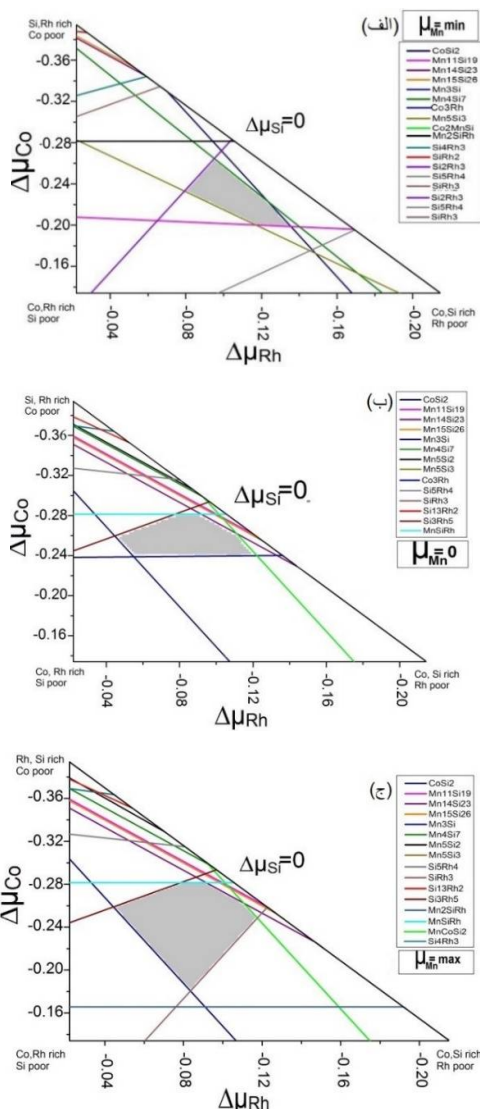 Si,Rh rich
Co poor
(الف)
μMn= min
-0.36
-0.32
-0.28
-0.24
-0.20
-0.16
ΔμCo
ΔμSi=0
CoSi2
Mn11Si19
Mn14Si23
Mn15Si26
Mn3Si
Mn4Si7
Co3Rh
Mn5Si3
Co2MnSi
Mn2SiRh
Si4Rh3
SiRh2
Si2Rh3
Si5Rh4
SiRh3
Si2Rh3
Si5Rh4
SiRh3
Co,Rh rich
Si poor
-0.04
-0.08
-0.12
-0.16
-0.20
Co,Si rich
Rh poor
ΔμRh
Si, Rh rich
Co poor
(ب)
-0.36
-0.32
-0.28
-0.24
-0.20
-0.16
ΔμCo
ΔμSi=0
CoSi2
Mn11Si19
Mn14Si23
Mn15Si26
Mn3Si
Mn4Si7
Mn5Si2
Mn5Si3
Co3Rh
Si5Rh4
SiRh3
Si13Rh2
Si3Rh5
MnSiRh
μMn= 0
Co, Rh rich
Si poor
-0.04
-0.08
-0.12
-0.16
-0.20
Co, Si rich
Rh poor
ΔμRh
Rh, Si rich
Co poor
(ج)
-0.36
-0.32
-0.28
-0.24
-0.20
-0.16
ΔμCo
ΔμSi=0
CoSi2
Mn11Si19
Mn14Si23
Mn15Si26
Mn3Si
Mn4Si7
Mn5Si2
Mn5Si3
Si5Rh4
SiRh3
Si13Rh2
Si3Rh5
Mn2SiRh
MnSiRh
MnCoSi2
Si4Rh3
μMn= max
Co,Rh rich
Si poor
-0.04
-0.08
-0.12
-0.16
-0.20
Co,Si rich
Rh poor
ΔμRh